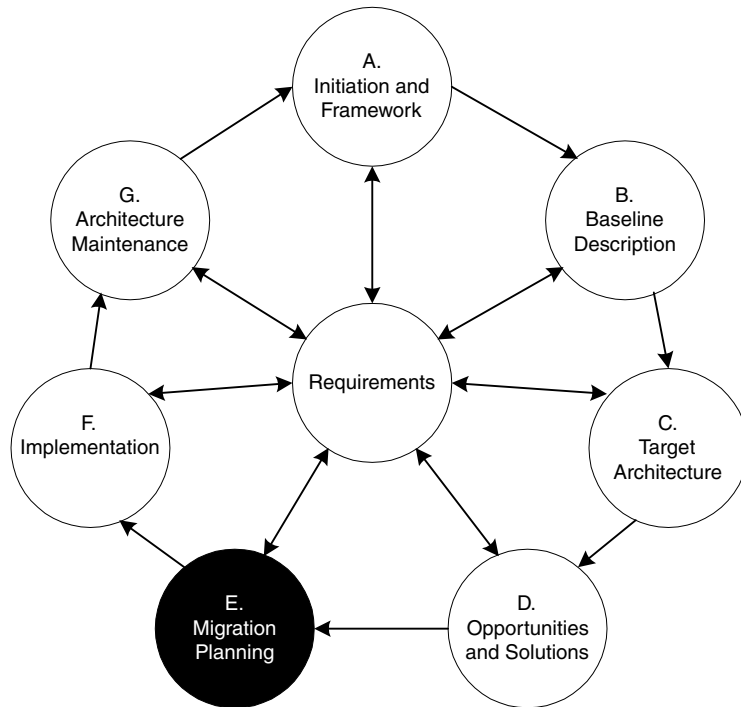 A.
Initiation and
Framework
G.
Architecture
Maintenance
B.
Baseline
Description
Requirements
F.
Implementation
C.
Target
Architecture
E.
Migration
Planning
D.
Opportunities
and Solutions